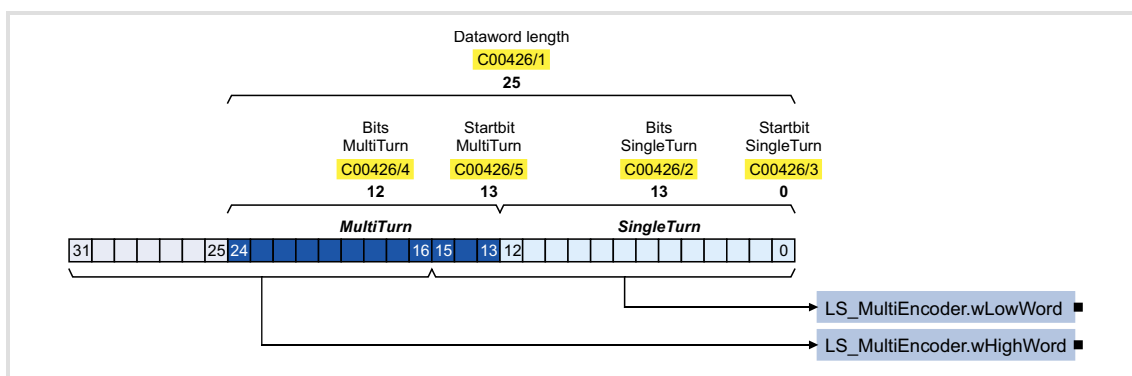 Dataword length
C00426/1
25
Bits Startbit Bits Startbit
MultiTurn MultiTurn SingleTurn SingleTurn
C00426/4 C00426/5 C00426/2 C00426/3
12 13 13 0
MultiTurn SingleTurn
31 25 24 16 15 13 12 0
LS_MultiEncoder.wLowWord
LS_MultiEncoder.wHighWord